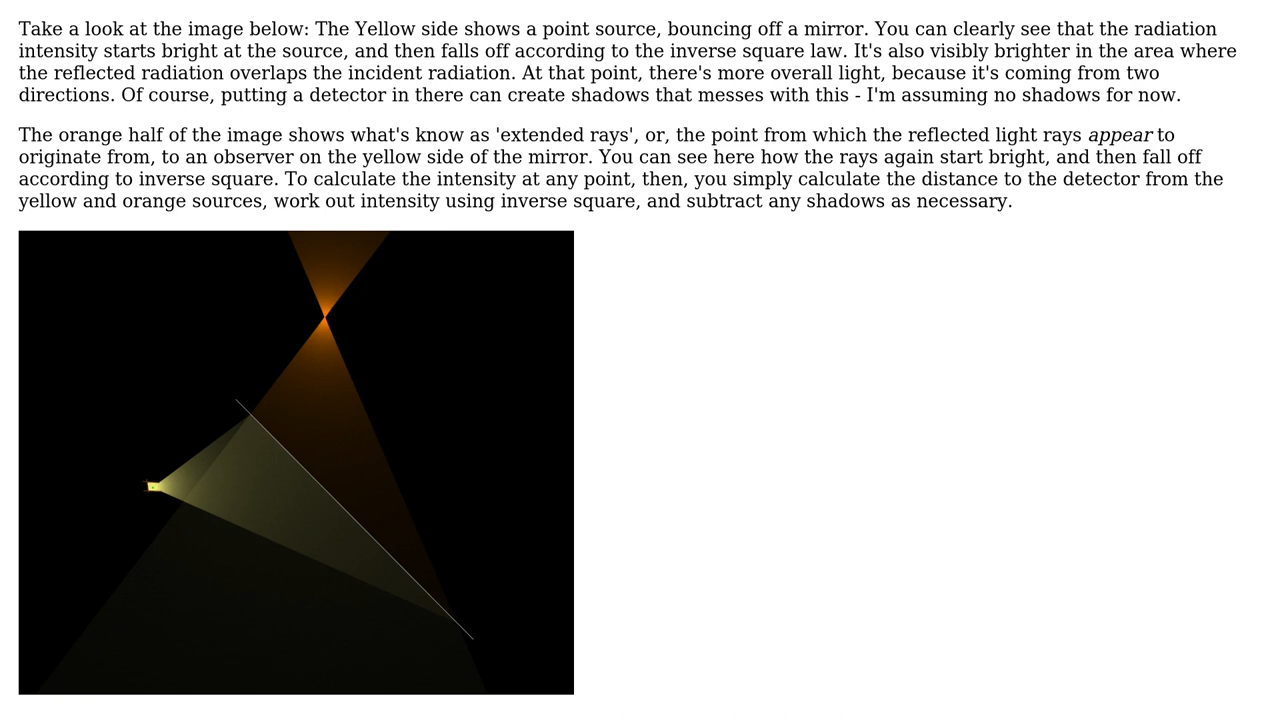 Take a look at the image below: The Yellow side shows a point source, bouncing off a mirror. You can clearly see that the radiation
intensity starts bright at the source, and then falls off according to the inverse square law. It's also visibly brighter in the area where
the reflected radiation overlaps the incident radiation. At that point, there's more overall light, because it's coming from two
directions. Of course, putting a detector in there can create shadows that messes with this - I'm assuming no shadows for now.
The orange half of the image shows what's know as 'extended rays', or, the point from which the reflected light rays appear to
originate from, to an observer on the yellow side of the mirror. You can see here how the rays again start bright, and then fall off
according to inverse square. To calculate the intensity at any point, then, you simply calculate the distance to the detector from the
yellow and orange sources, work out intensity using inverse square, and subtract any shadows as necessary.